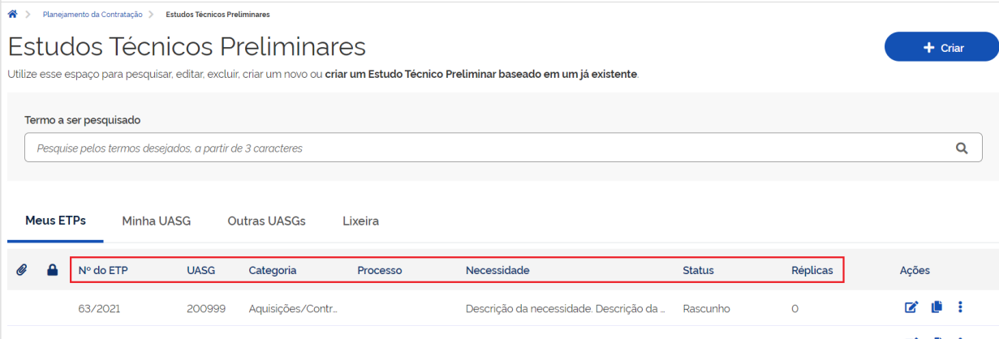 Planejamento da Contratação > Estudos Técnicos Preliminares
Estudos Técnicos Preliminares
+ Criar
Utilize esse espaço para pesquisar, editar, excluir, criar um novo ou criar um Estudo Técnico Preliminar baseado em um já existente.
Termo a ser pesquisado
Pesquise pelos termos desejados, a partir de 3 caracteres
Meus ETPs Minha UASG Outras UASGs Lixeira
Nº do ETP UASG Categoria Processo Necessidade Status Réplicas Ações
63/2021 200999 Aquisições/Contr... Descrição da necessidade. Descrição da ... Rascunho 0